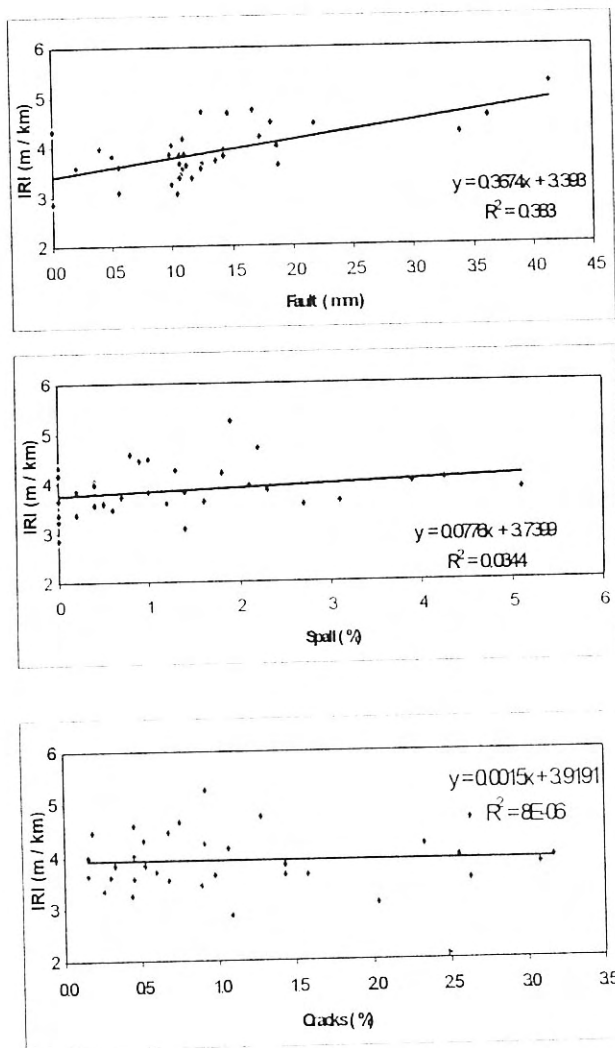 6
5
4
3
2
IRI (m / km)
y = 0.3674x + 3.393
R² = 0.383
0.0 0.5 1.0 1.5 2.0 2.5 3.0 3.5 4.0 4.5
Fault (mm)
6
5
4
3
2
IRI (m / km)
y = 0.0776x + 3.7399
R² = 0.0344
0 1 2 3 4 5 6
Spall (%)
6
5
4
3
2
IRI (m / km)
y = 0.0015x + 3.9191
R² = 8E-06
0.0 0.5 1.0 1.5 2.0 2.5 3.0 3.5
Cracks (%)